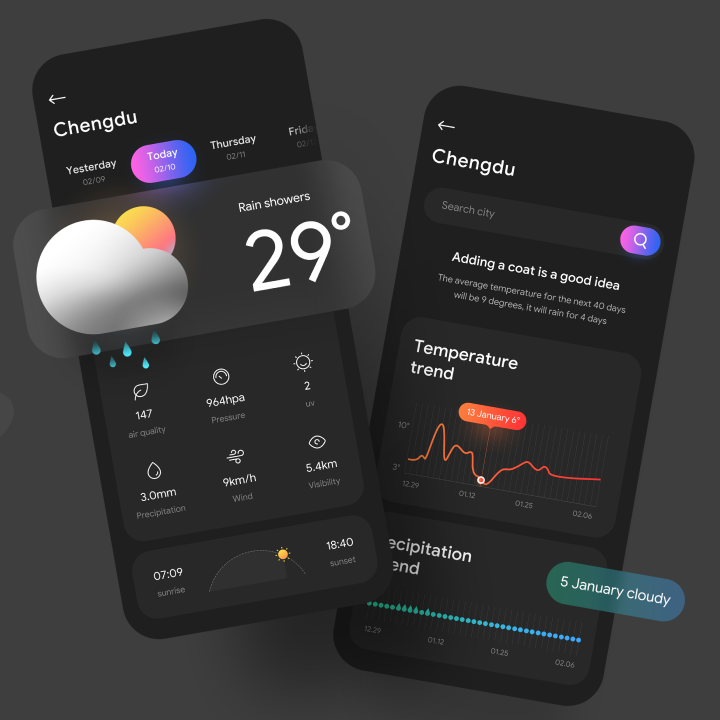 Chengdu
Yesterday
02/09
Today
02/10
Thursday
02/11
Frida
Rain showers
29°
147
air quality
964hpa
Pressure
2
uv
3.0mm
Precipitation
9km/h
Wind
5.4km
Visibility
07:09
sunrise
18:40
sunset
Chengdu
Search city
Adding a coat is a good idea
The average temperature for the next 40 days
will be 9 degrees, it will rain for 4 days
Temperature
trend
13 January 6°
10°
3°
12.29
01.12
01.25
02.06
ecipitation
end
5 January cloudy
12.29
01.12
01.25
02.06